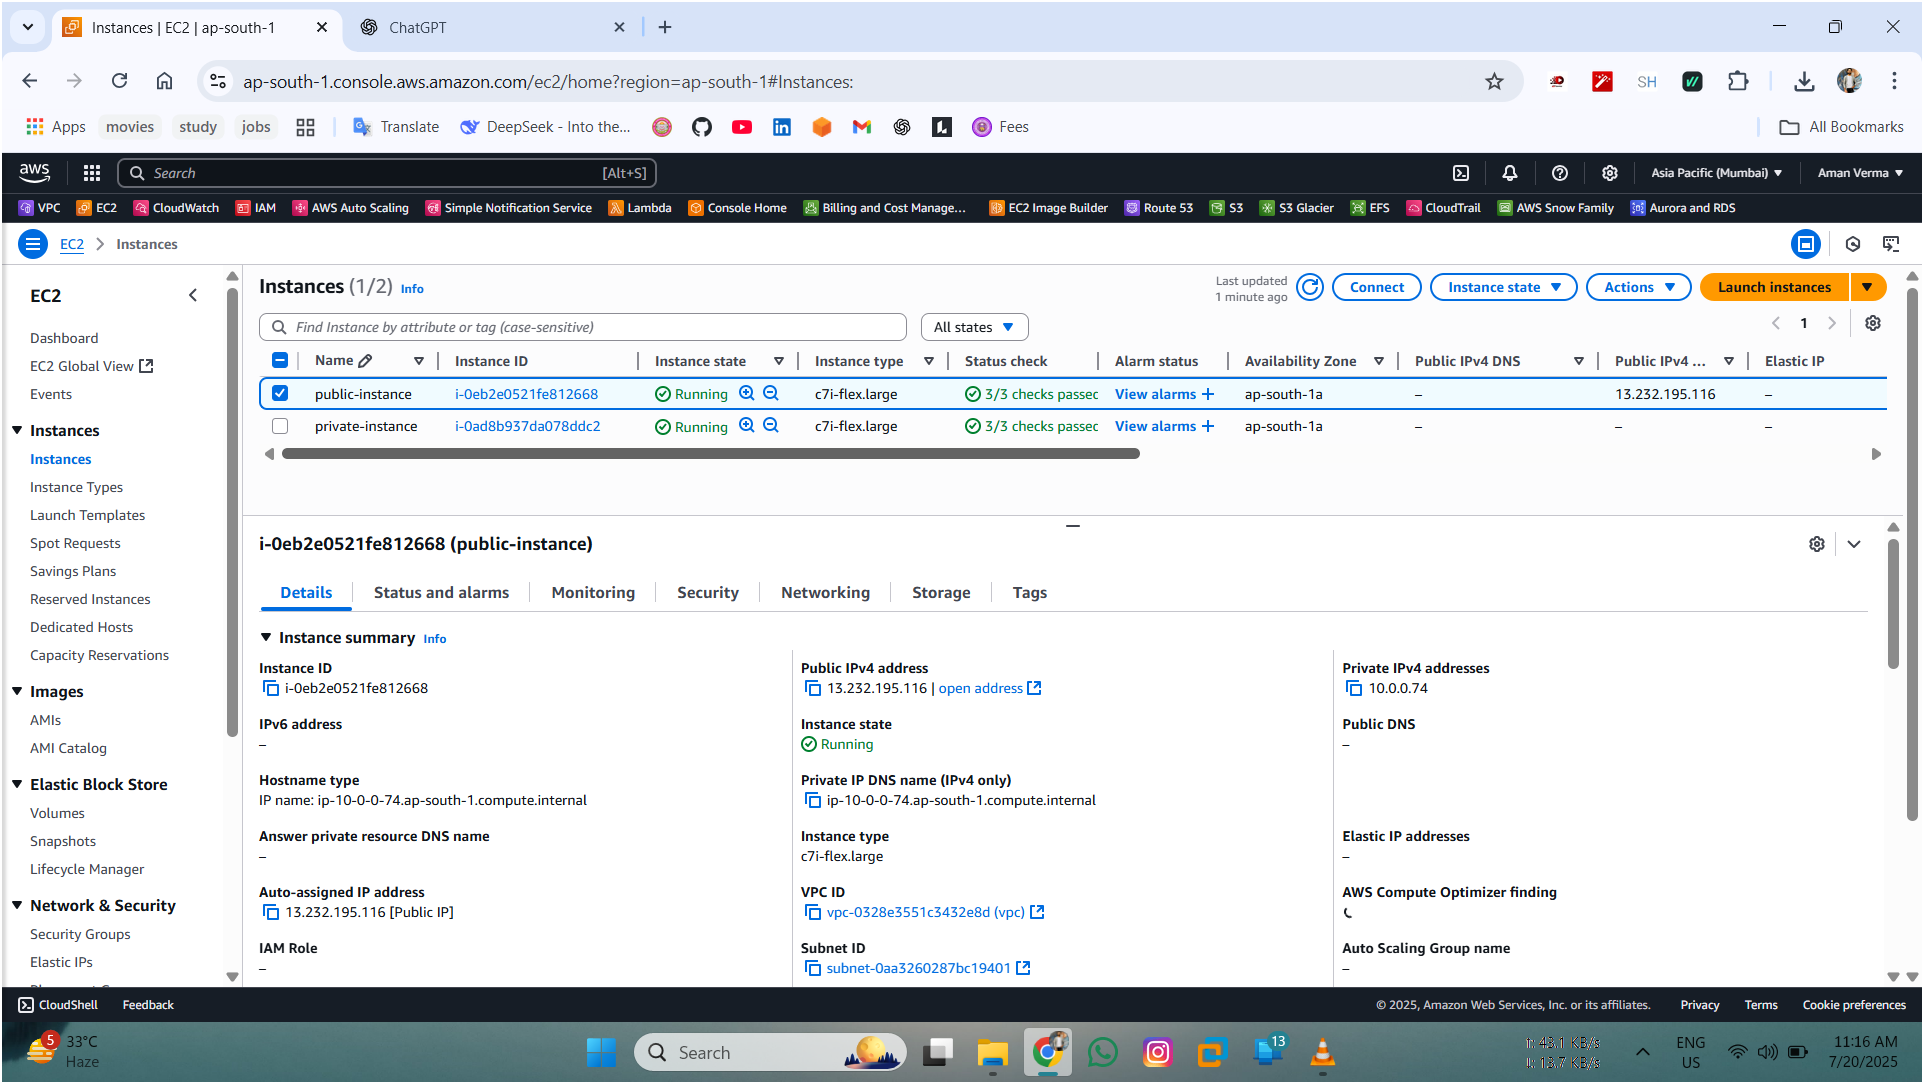 Instances | EC2 | ap-south-1
ChatGPT
ap-south-1.console.aws.amazon.com/ec2/home?region=ap-south-1#Instances:
SH
Apps
movies
study
jobs
Translate
DeepSeek - Into the...
Fees
All Bookmarks
aws
Search
[Alt+S]
Asia Pacific (Mumbai)
Aman Verma
VPC
EC2
CloudWatch
IAM
AWS Auto Scaling
Simple Notification Service
Lambda
Console Home
Billing and Cost Manage...
EC2 Image Builder
Route 53
S3
S3 Glacier
EFS
CloudTrail
AWS Snow Family
Aurora and RDS
EC2
Instances
EC2
Dashboard
EC2 Global View
Events
Instances
Instances
Instance Types
Launch Templates
Spot Requests
Savings Plans
Reserved Instances
Dedicated Hosts
Capacity Reservations
Images
AMIs
AMI Catalog
Elastic Block Store
Volumes
Snapshots
Lifecycle Manager
Network & Security
Security Groups
Elastic IPs
Instances (1/2) Info
Last updated
1 minute ago
Connect
Instance state
Actions
Launch instances
Find Instance by attribute or tag (case-sensitive)
All states
1
Name Instance ID Instance state Instance type Status check Alarm status Availability Zone Public IPv4 DNS Public IPv4 ... Elastic IP
public-instance i-0eb2e0521fe812668 Running c7i-flex.large 3/3 checks passec View alarms + ap-south-1a – 13.232.195.116 –
private-instance i-0ad8b937da078ddc2 Running c7i-flex.large 3/3 checks passec View alarms + ap-south-1a – – –
i-0eb2e0521fe812668 (public-instance)
Details
Status and alarms
Monitoring
Security
Networking
Storage
Tags
Instance summary Info
Instance ID
i-0eb2e0521fe812668
Public IPv4 address
13.232.195.116 | open address
Private IPv4 addresses
10.0.0.74
IPv6 address
–
Instance state
Running
Public DNS
–
Hostname type
IP name: ip-10-0-0-74.ap-south-1.compute.internal
Private IP DNS name (IPv4 only)
ip-10-0-0-74.ap-south-1.compute.internal
Answer private resource DNS name
–
Instance type
c7i-flex.large
Elastic IP addresses
–
Auto-assigned IP address
13.232.195.116 [Public IP]
VPC ID
vpc-0328e3551c3432e8d (vpc)
AWS Compute Optimizer finding
IAM Role
–
Subnet ID
subnet-0aa3260287bc19401
Auto Scaling Group name
–
CloudShell
Feedback
© 2025, Amazon Web Services, Inc. or its affiliates.
Privacy
Terms
Cookie preferences
5
33°C
Haze
Search
13
ENG
US
11:16 AM
7/20/2025